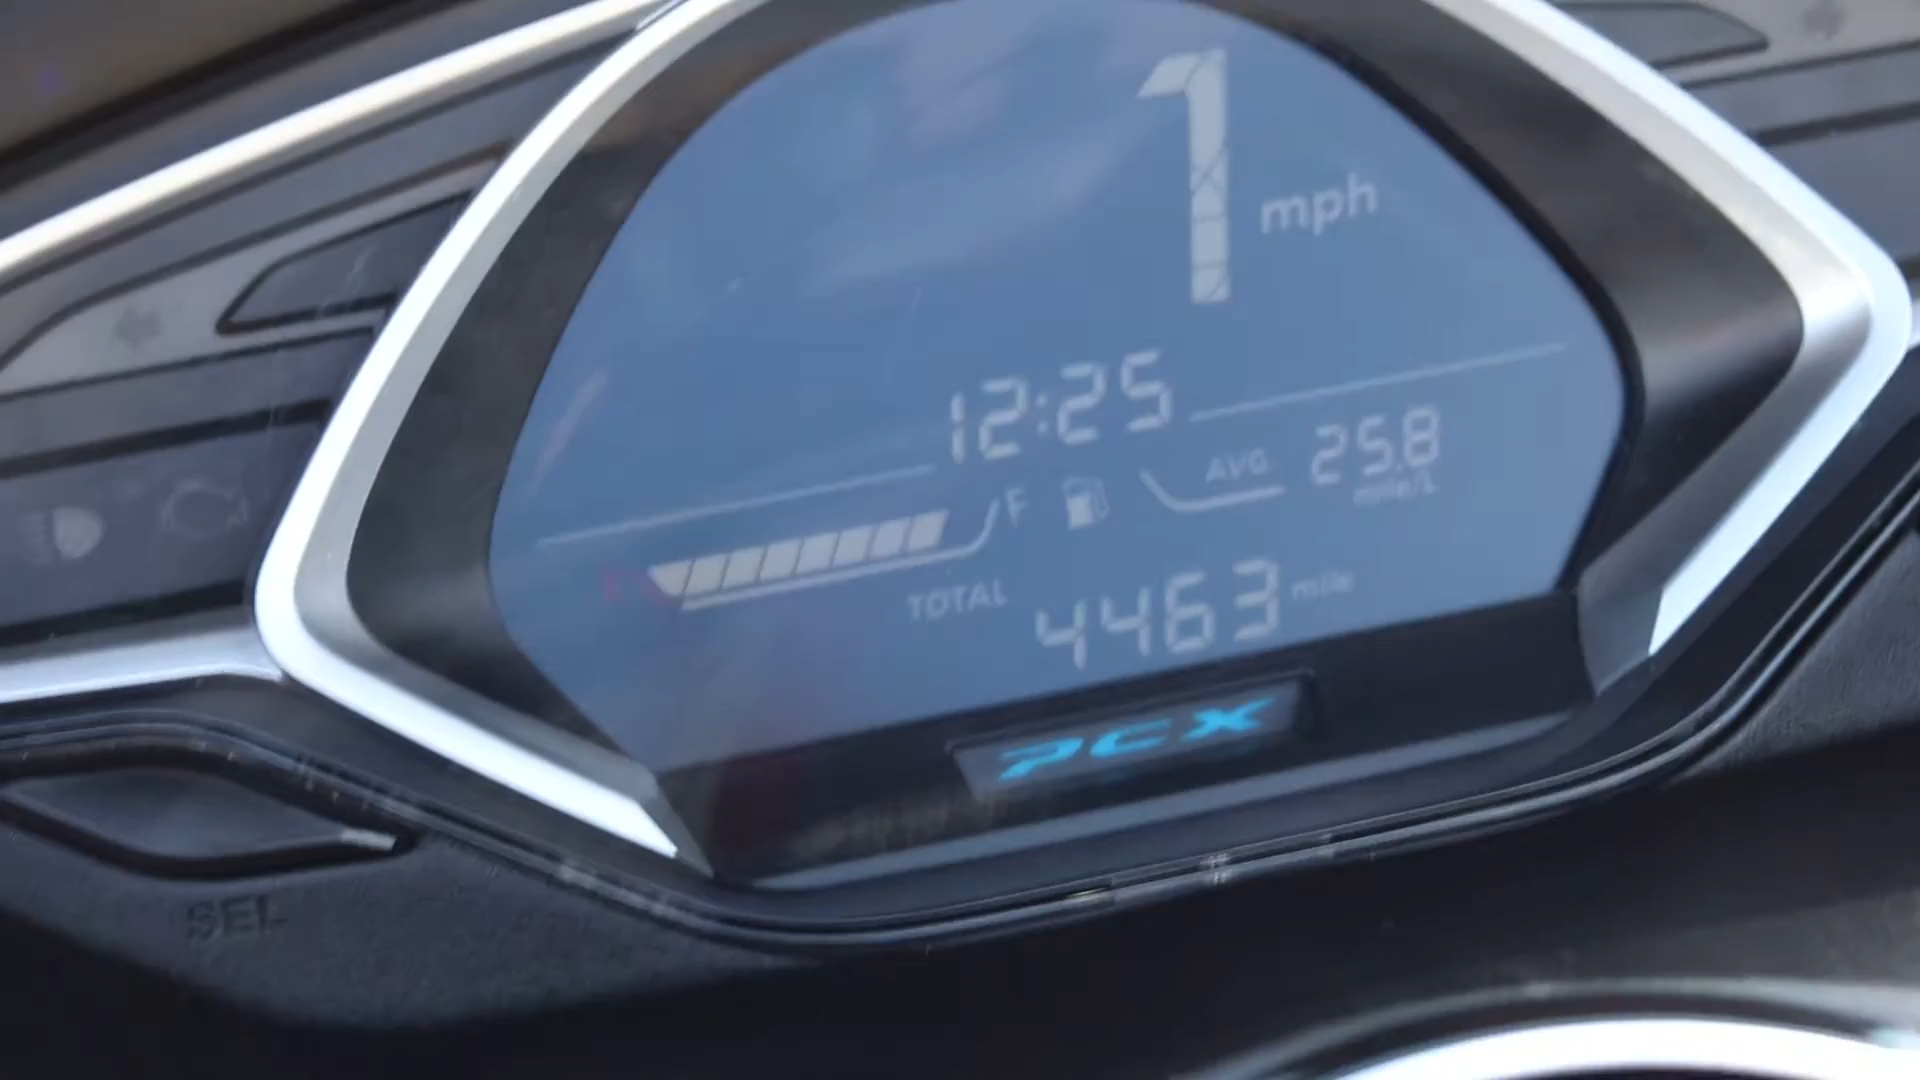 1 mph
12:25
AVG. 25.8
mile/L
F
TOTAL 4463 mile
PCX
SEL